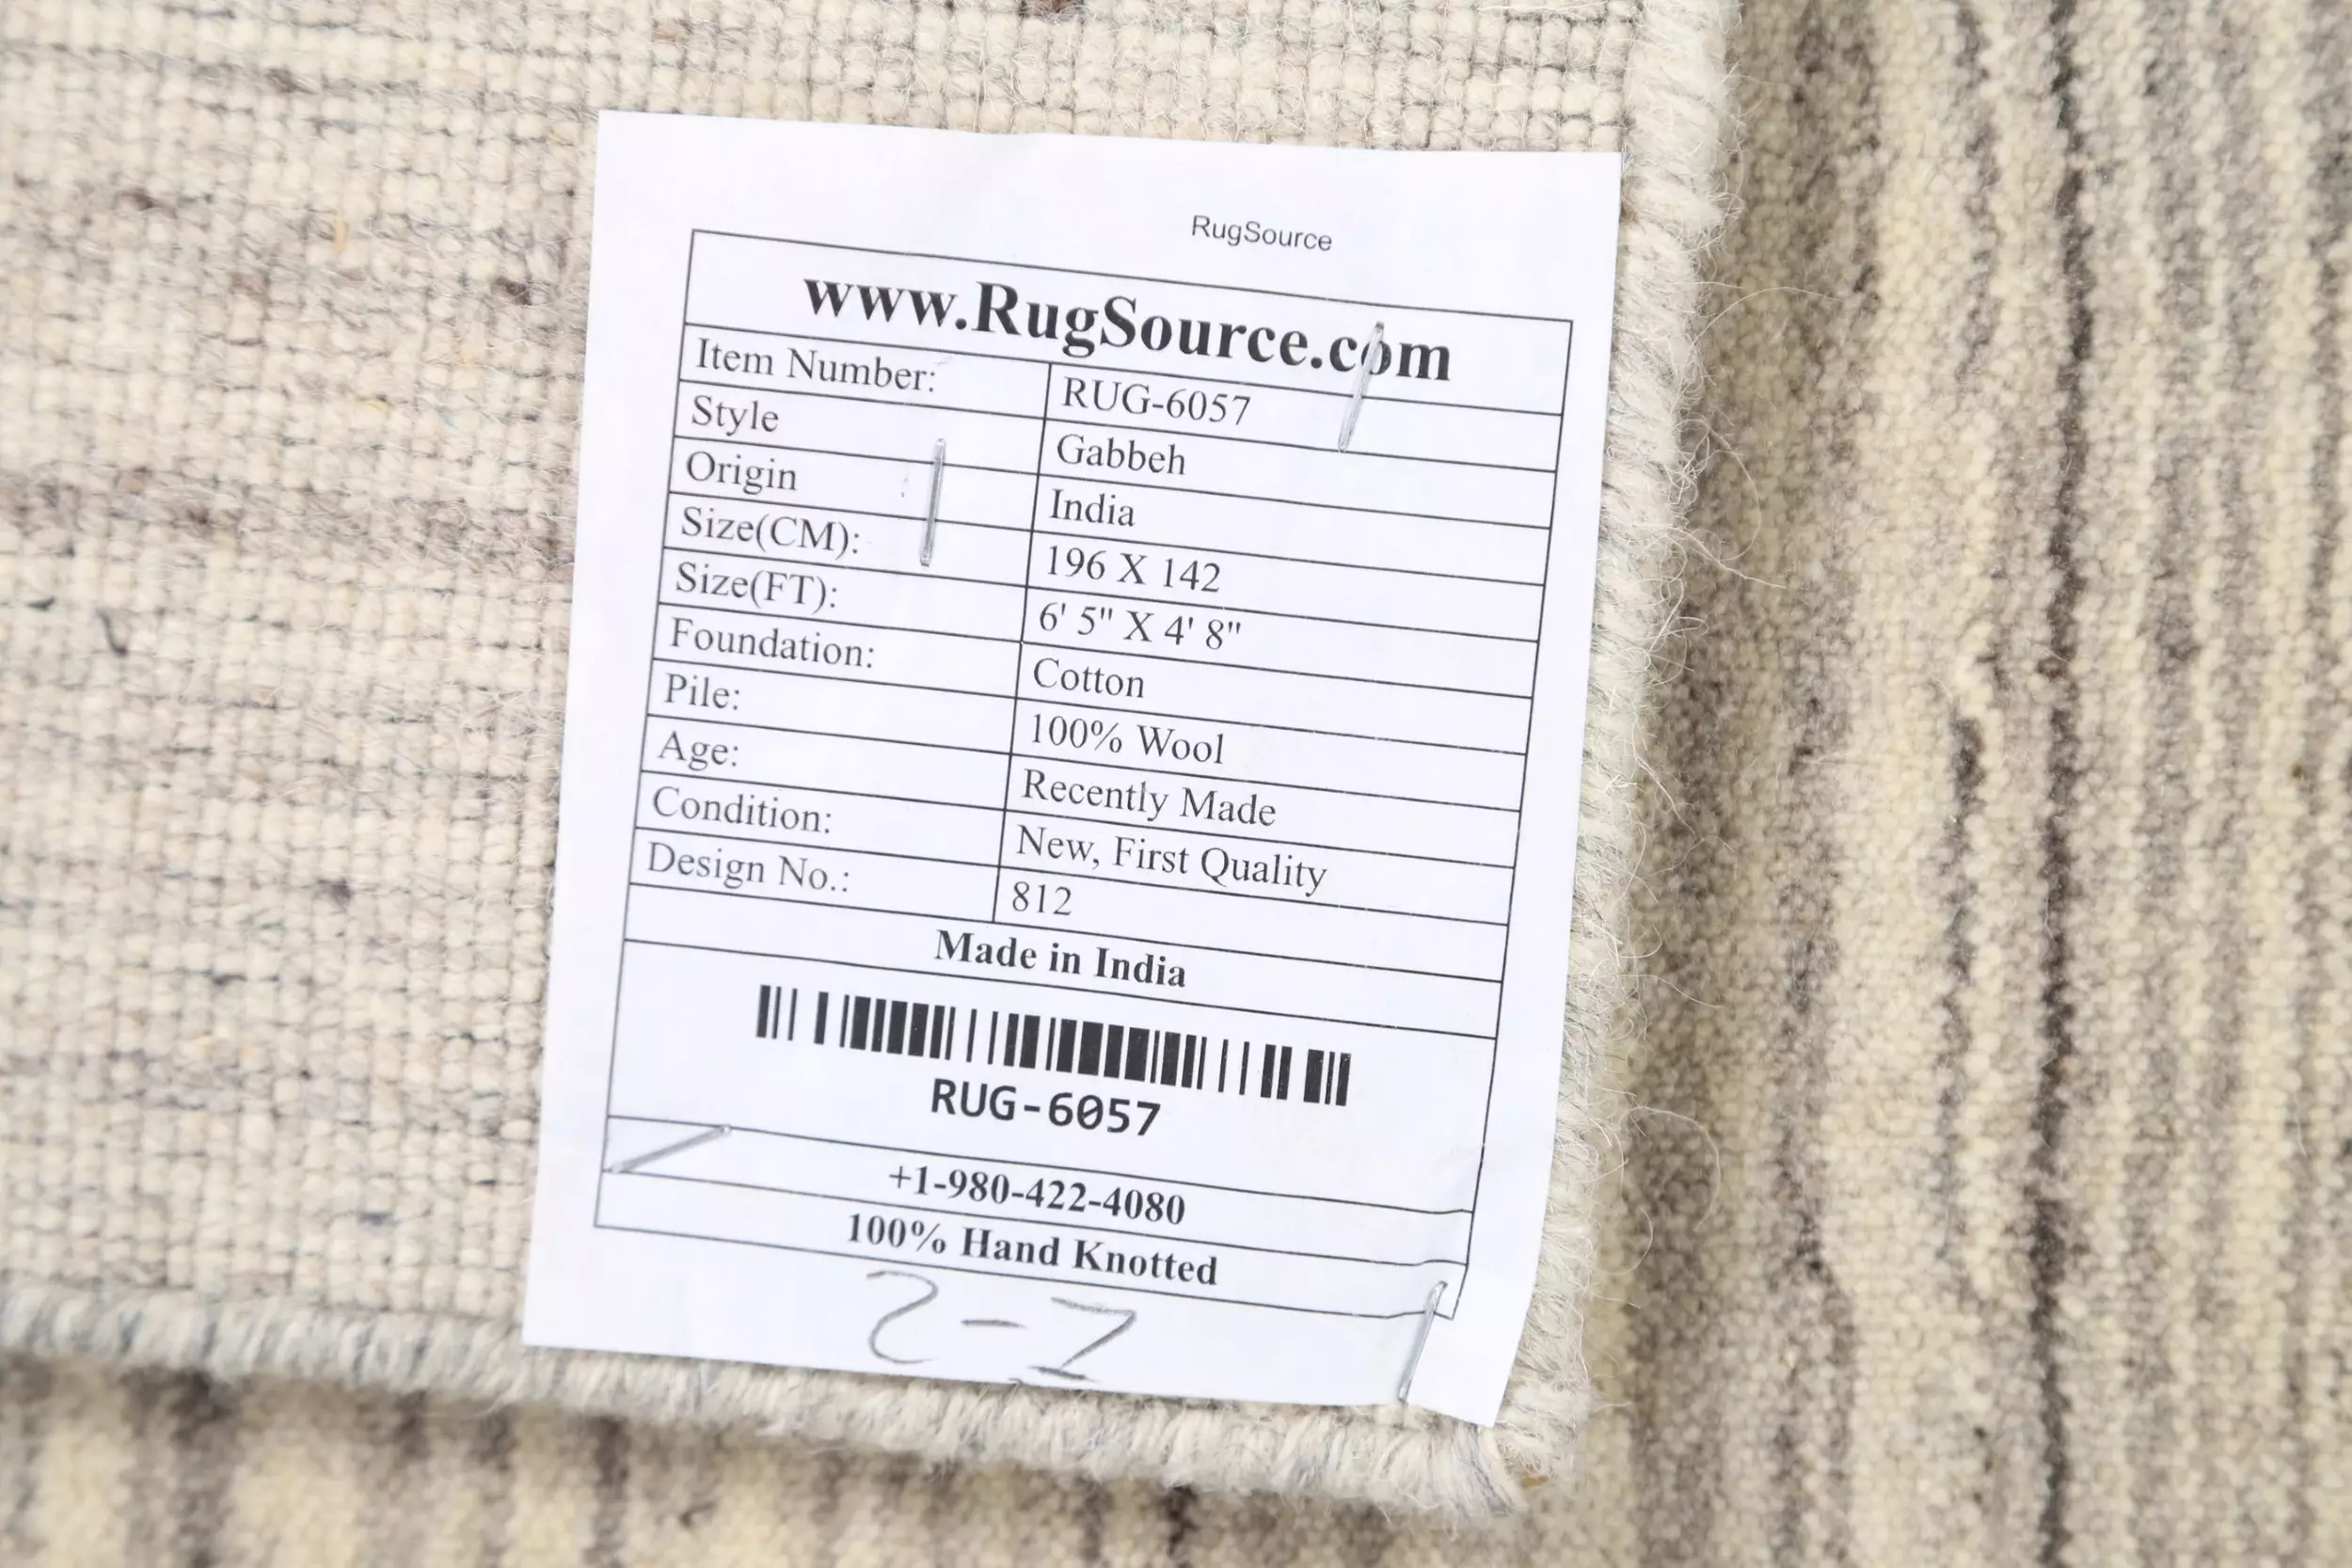 RugSource
www.RugSource.com
Item Number: RUG-6057
Style Gabbeh
Origin India
Size(CM): 196 X 142
Size(FT): 6' 5" X 4' 8"
Foundation: Cotton
Pile: 100% Wool
Age: Recently Made
Condition: New, First Quality
Design No.: 812
Made in India
RUG-6057
+1-980-422-4080
100% Hand Knotted